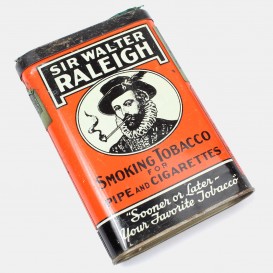 SIR WALTER
RALEIGH
SMOKING TOBACCO
FOR
PIPE AND CIGARETTES
"Sooner or Later-
Your Favorite Tobacco"